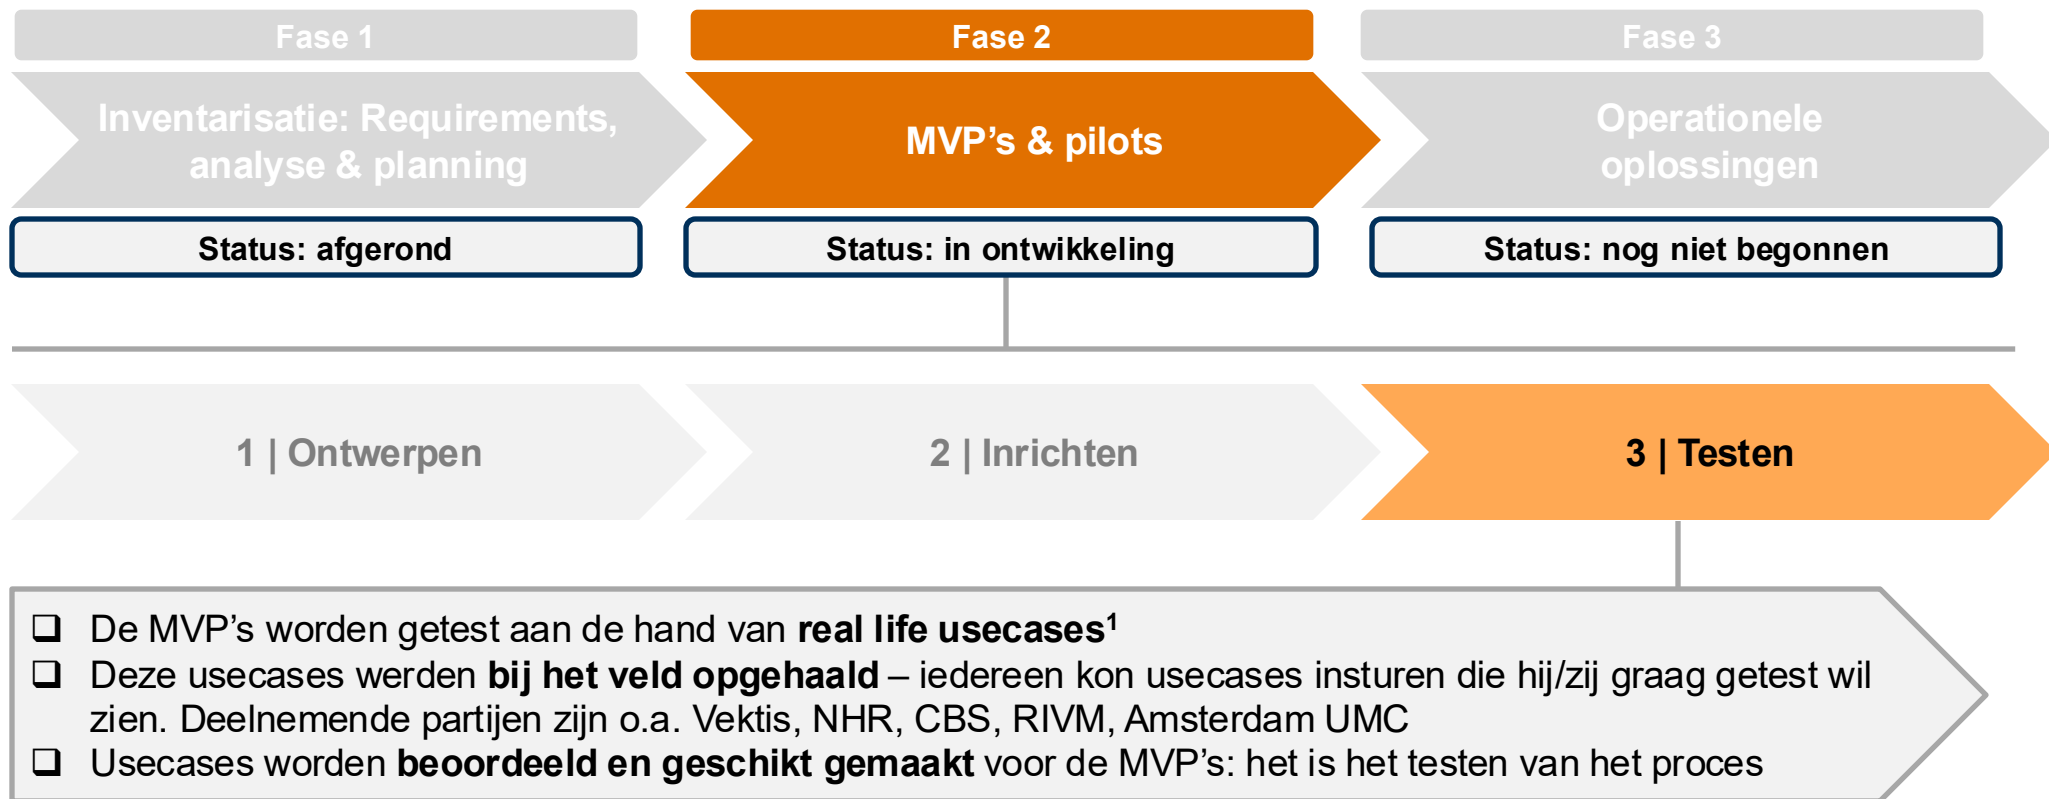 Fase 1
Fase 2
Fase 3
Inventarisatie: Requirements,
analyse & planning
MVP’s & pilots
Operationele
oplossingen
Status: afgerond
Status: in ontwikkeling
Status: nog niet begonnen
1 | Ontwerpen
2 | Inrichten
3 | Testen
❑ De MVP’s worden getest aan de hand van real life usecases¹
❑ Deze usecases werden bij het veld opgehaald – iedereen kon usecases insturen die hij/zij graag getest wil
zien. Deelnemende partijen zijn o.a. Vektis, NHR, CBS, RIVM, Amsterdam UMC
❑ Usecases worden beoordeeld en geschikt gemaakt voor de MVP’s: het is het testen van het proces